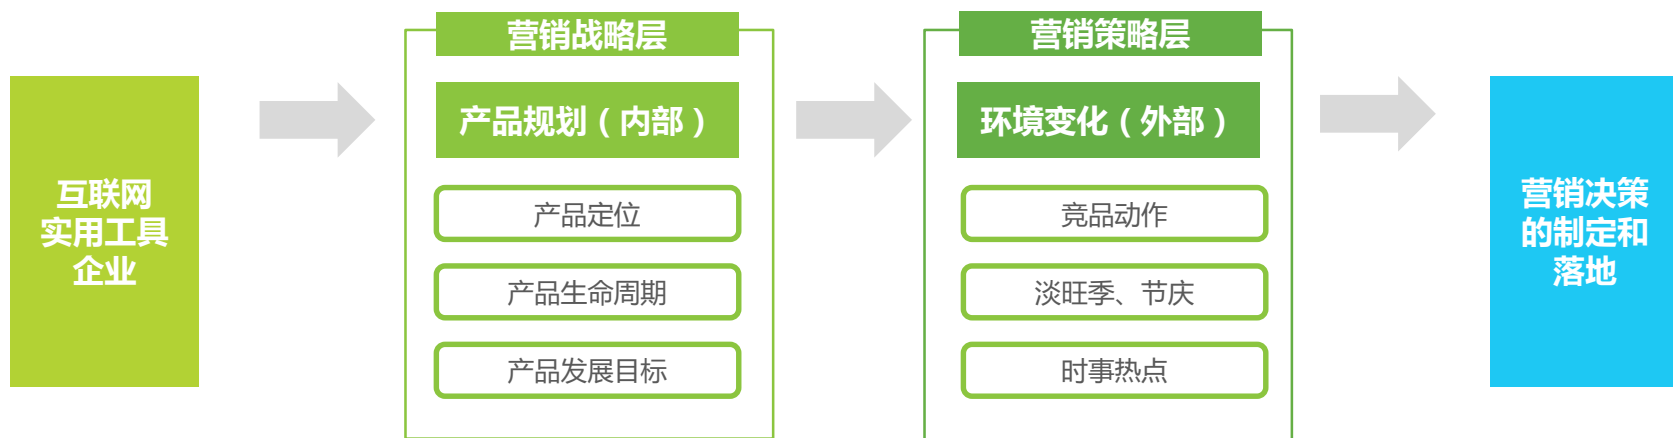 互联网
实用工具
企业
营销战略层
产品规划（内部）
产品定位
产品生命周期
产品发展目标
营销策略层
环境变化（外部）
竞品动作
淡旺季、节庆
时事热点
营销决策
的制定和
落地